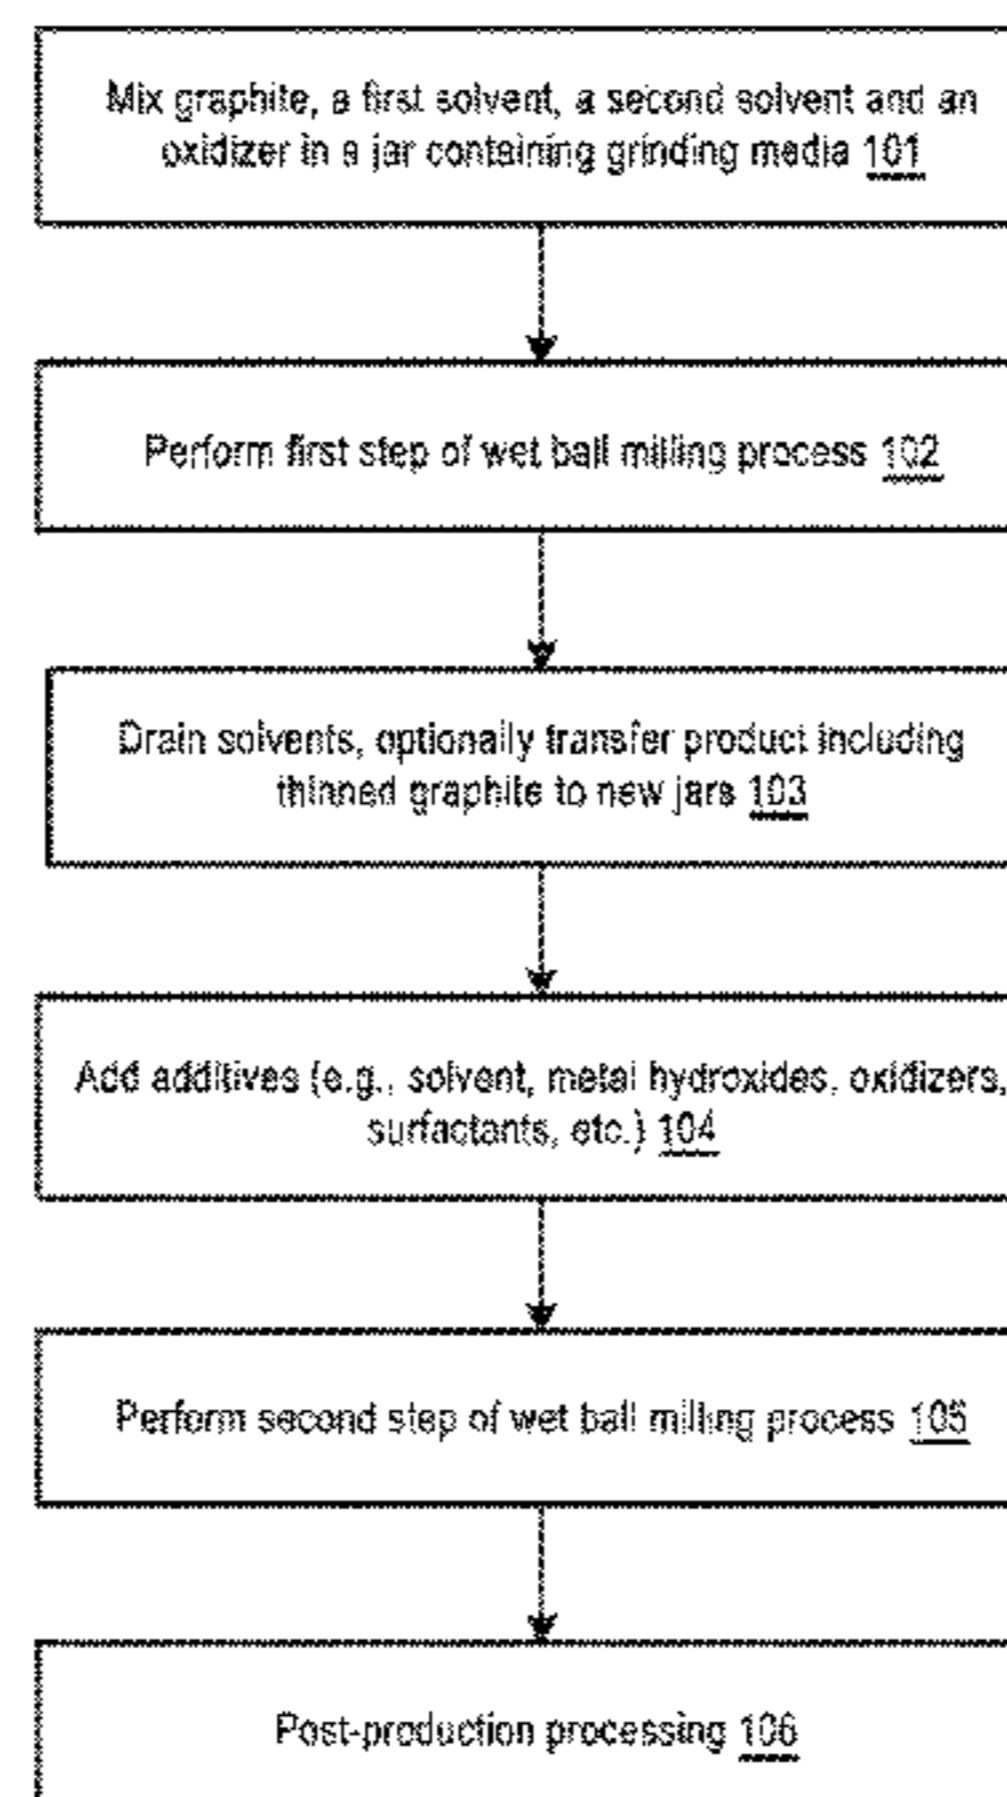 Mix graphite, a first solvent, a second solvent and an
oxidizer in a jar containing grinding media 101
Perform first step of wet ball milling process 102
Drain solvents, optionally transfer product including
thinned graphite to new jars 103
Add additives (e.g., solvent, metal hydroxides, oxidizers,
surfactants, etc.) 104
Perform second step of wet ball milling process 105
Post-production processing 106